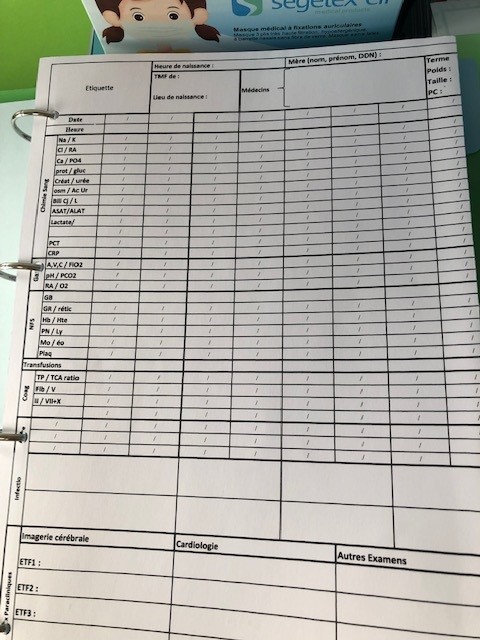 segetex eif
Masque médical à fixations auriculaires
Heure de naissance :
Mère (nom, prénom, DDN) :
Terme
TMF de :
Poids :
Etiquette
Médecins
Taille :
Lieu de naissance :
PC :
Date / / / / / / / /
Heure
Chimie Sang
Na / K
Cl / RA
Ca / PO4
prot / gluc
Créat / urée
osm / Ac Ur
Bili Cj / L
ASAT/ALAT
Lactate/
PCT
CRP
A,V,C / FiO2
pH / PCO2
RA / O2
NFS
GB
GR / rétic
Hb / Hte
PN / Ly
Mo / éo
Plaq
Transfusions
Coag
TP / TCA ratio
Fib / V
II / VII+X
Infectio
Imagerie cérébrale
Cardiologie
Autres Examens
ETF1 :
ETF2 :
ETF3 :
Paracliniques